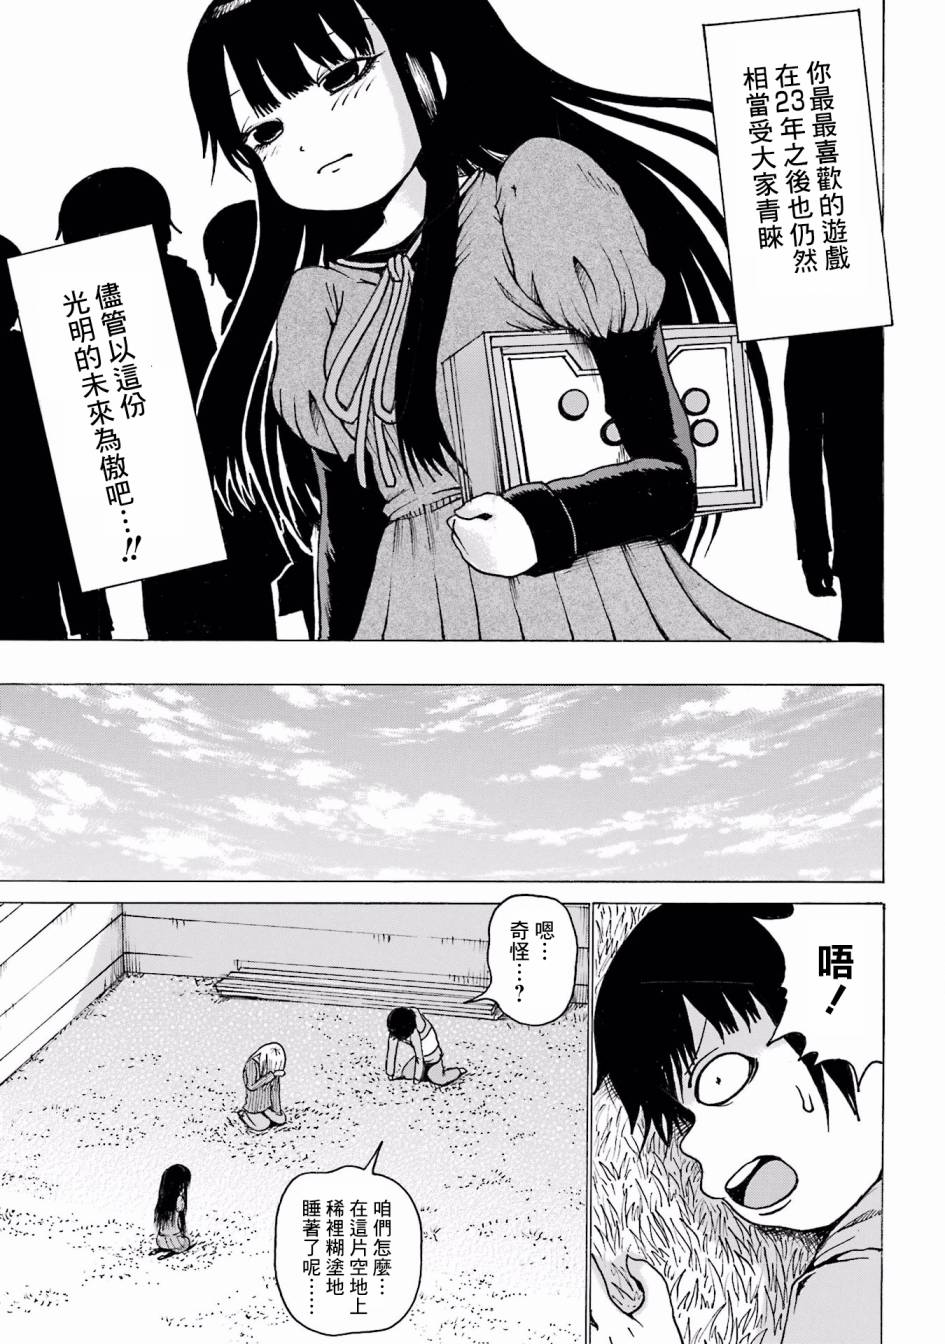 你最最喜歡的遊戲
在23年之後也仍然
相當受大家青睞
儘管以這份
光明的未來為傲吧…!!
唔!
嗯…
奇怪…?
咱們怎麼…
在這片空地上
稀裡糊塗地
睡著了呢……